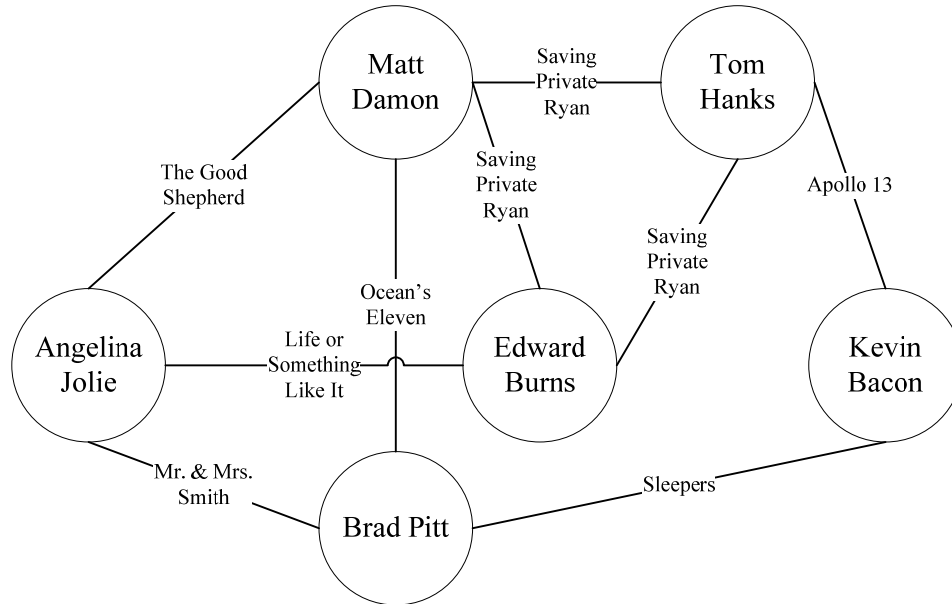 Matt
Damon
Saving
Private
Ryan
Tom
Hanks
The Good
Shepherd
Saving
Private
Ryan
Apollo 13
Saving
Private
Ryan
Ocean's
Eleven
Angelina
Jolie
Life or
Something
Like It
Edward
Burns
Kevin
Bacon
Mr. & Mrs.
Smith
Sleepers
Brad Pitt